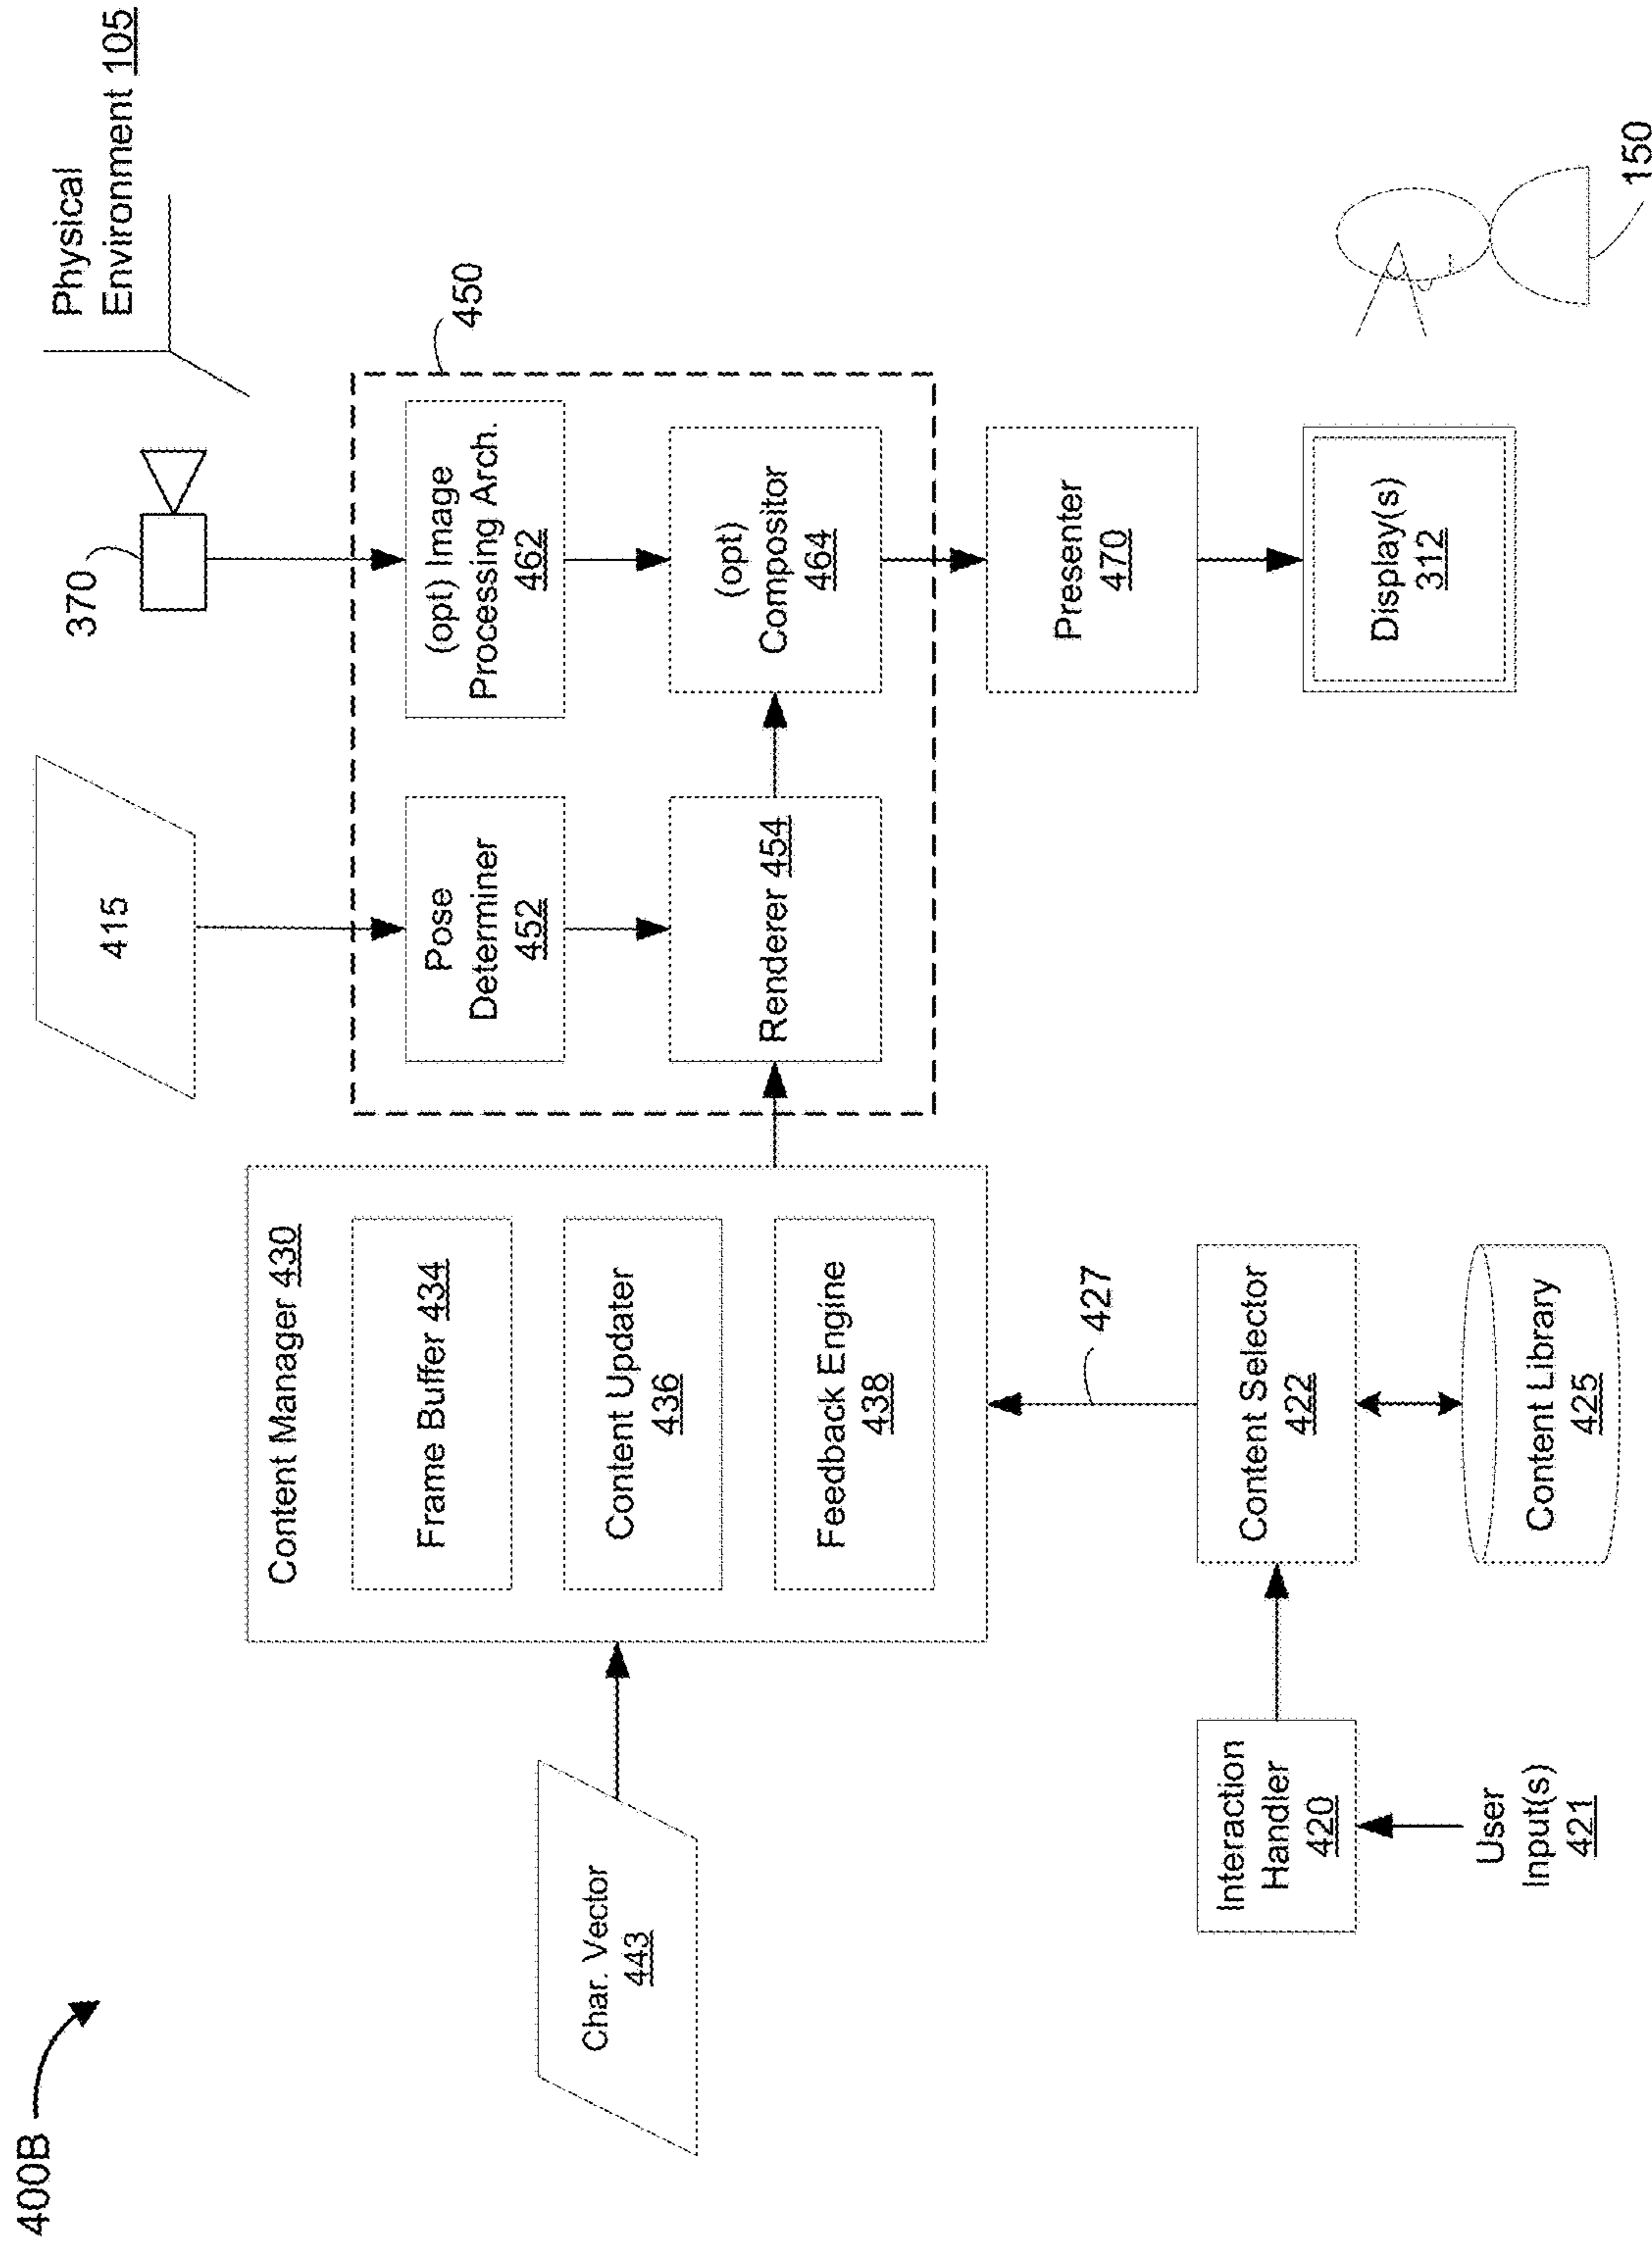 400B
Char. Vector
443
Content Manager 430
Frame Buffer 434
Content Updater
436
Feedback Engine
438
427
Interaction
Handler
420
User
Input(s)
421
Content Selector
422
Content Library
425
415
370
Physical
Environment 105
450
Pose
Determiner
452
(opt) Image
Processing Arch.
462
Renderer 454
(opt)
Compositor
464
Presenter
470
Display(s)
312
150